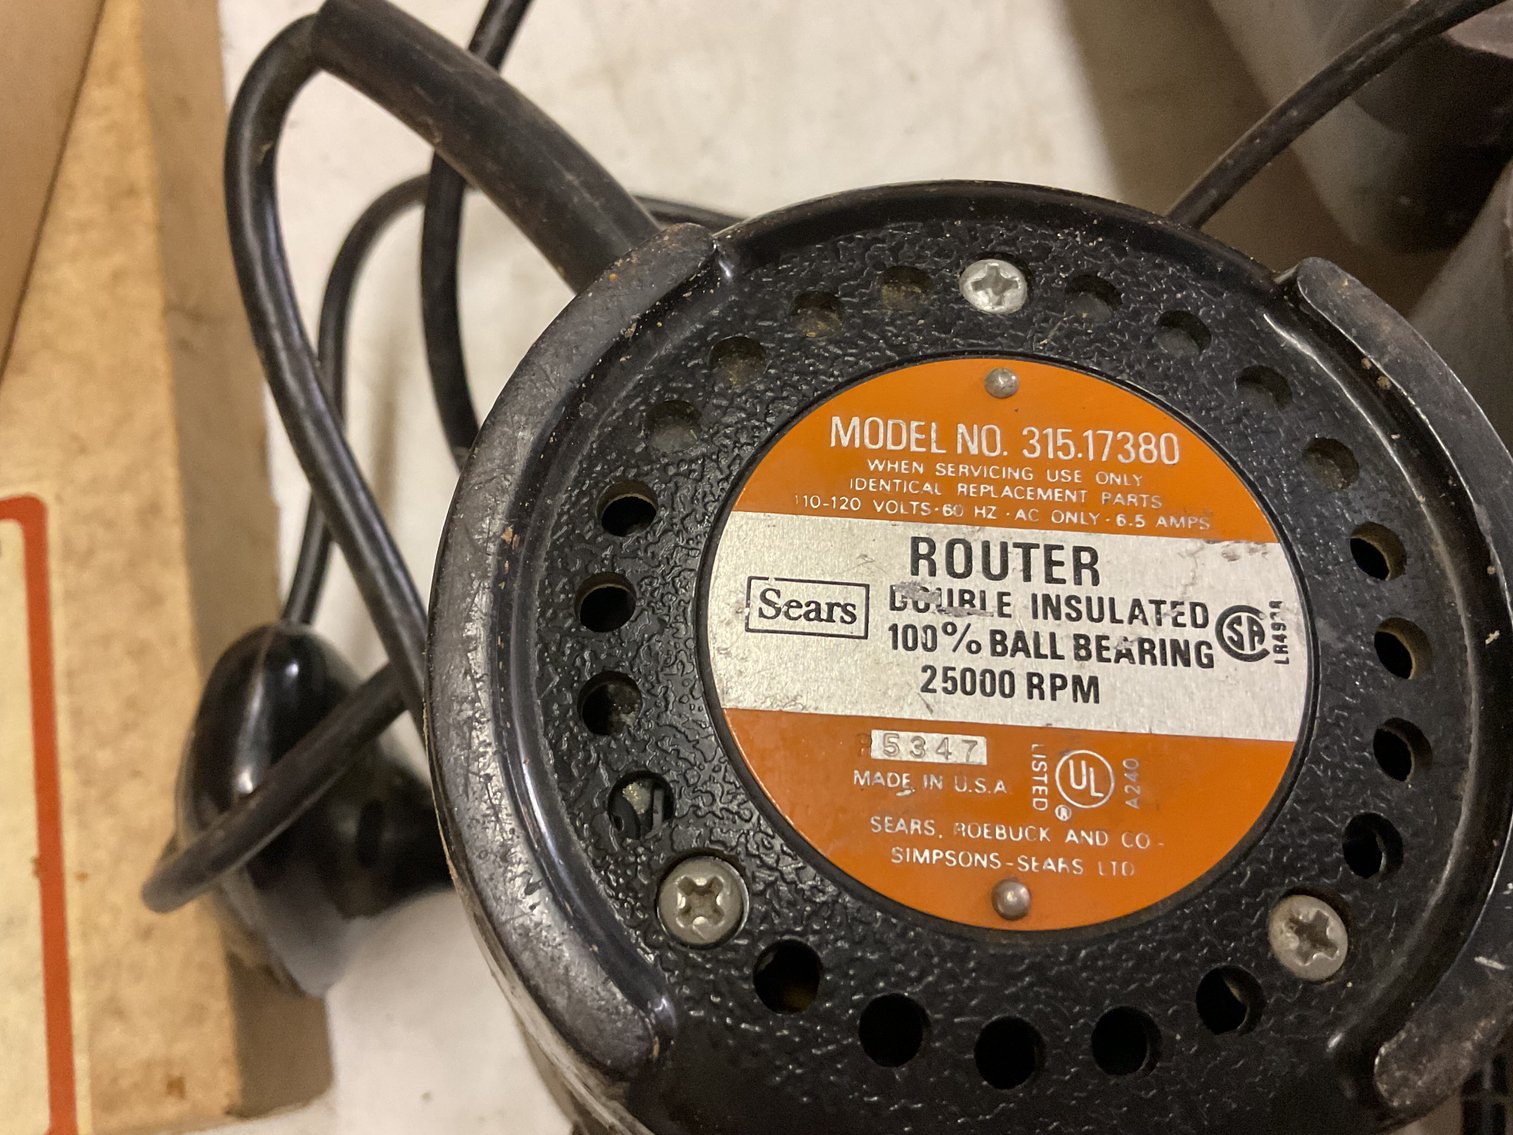 MODEL NO. 315.17380
WHEN SERVICING USE ONLY
IDENTICAL REPLACEMENT PARTS
110-120 VOLTS·60 HZ·AC ONLY·6.5 AMPS
ROUTER
Sears
DOUBLE INSULATED
100% BALL BEARING
25000 RPM
SA
5347
MADE IN U.S.A
LISTED
UL
®
A240
SEARS, ROEBUCK AND CO-
SIMPSONS-SEARS LTD